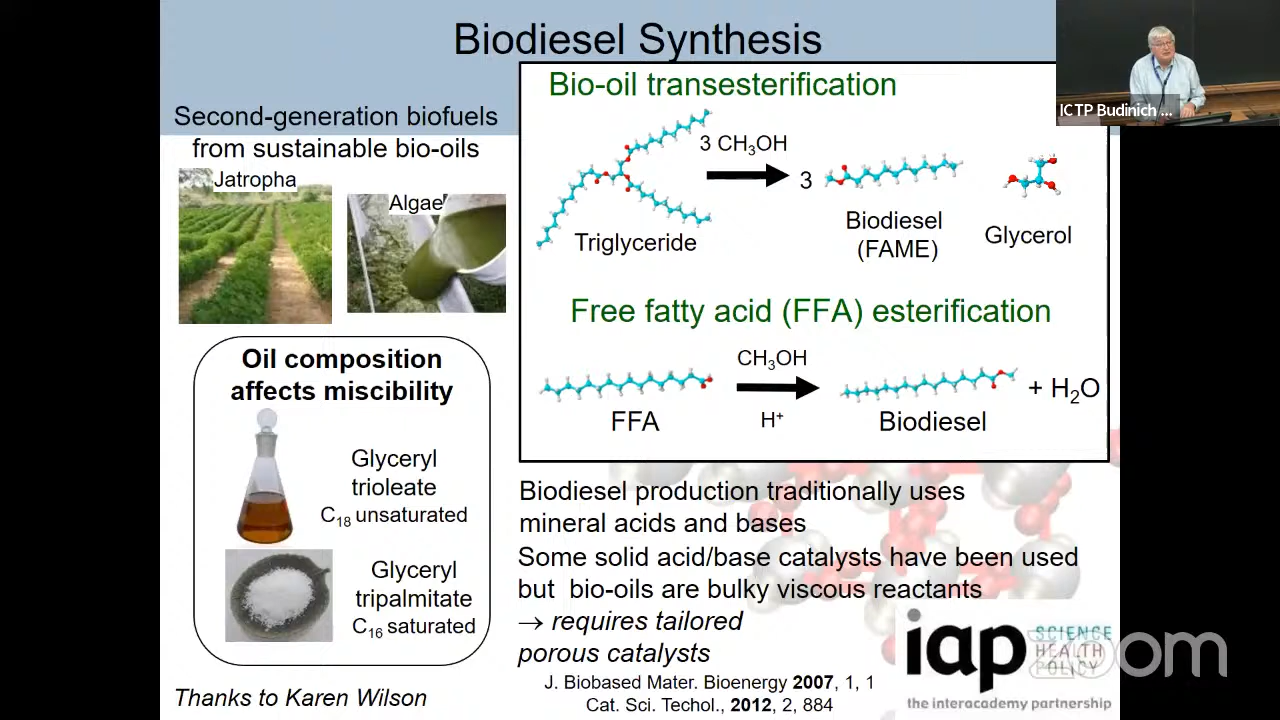 Biodiesel Synthesis
Second-generation biofuels
from sustainable bio-oils
Jatropha
Algae
Oil composition
affects miscibility
Glyceryl
trioleate
C₁₈ unsaturated
Glyceryl
tripalmitate
C₁₆ saturated
Thanks to Karen Wilson
Bio-oil transesterification
3 CH₃OH
3
Triglyceride
Biodiesel
(FAME)
Glycerol
Free fatty acid (FFA) esterification
CH₃OH
H⁺
+ H₂O
FFA
Biodiesel
Biodiesel production traditionally uses
mineral acids and bases
Some solid acid/base catalysts have been used
but bio-oils are bulky viscous reactants
→ requires tailored
porous catalysts
J. Biobased Mater. Bioenergy 2007, 1, 1
Cat. Sci. Techol., 2012, 2, 884
ICTP Budinich ...
iap SCIENCE
HEALTH
POLICY
the interacademy partnership
zoom